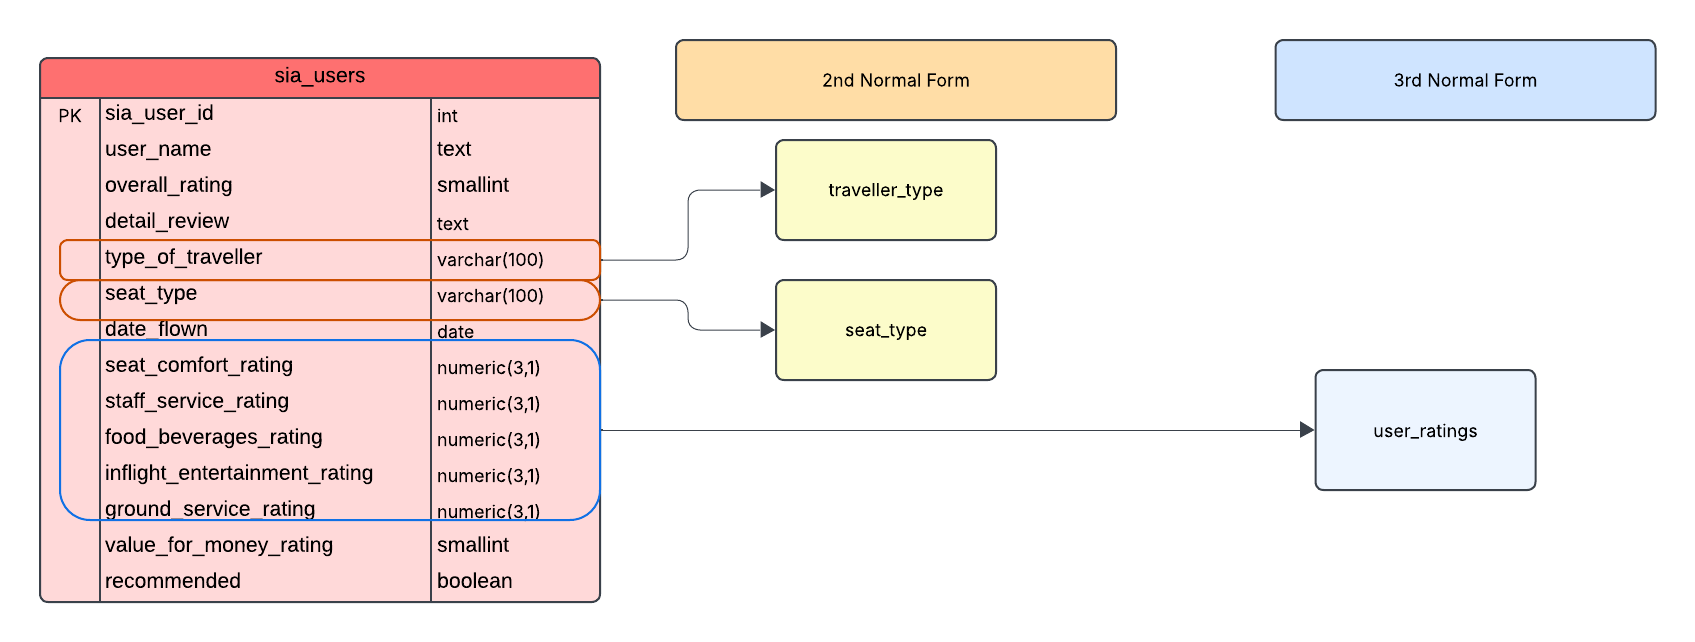 sia_users
PK sia_user_id int
user_name text
overall_rating smallint
detail_review text
type_of_traveller varchar(100)
seat_type varchar(100)
date_flown date
seat_comfort_rating numeric(3,1)
staff_service_rating numeric(3,1)
food_beverages_rating numeric(3,1)
inflight_entertainment_rating numeric(3,1)
ground_service_rating numeric(3,1)
value_for_money_rating smallint
recommended boolean
2nd Normal Form
traveller_type
seat_type
3rd Normal Form
user_ratings